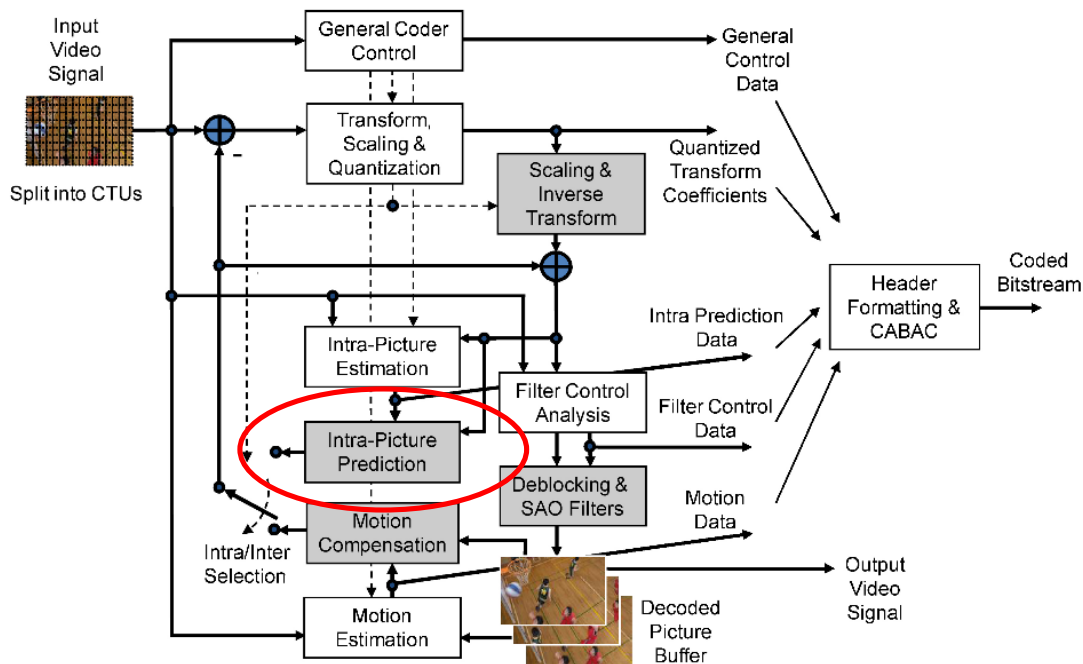 Input
Video
Signal
Split into CTUs
General Coder
Control
Transform,
Scaling &
Quantization
Scaling &
Inverse
Transform
Intra-Picture
Estimation
Intra-Picture
Prediction
Motion
Compensation
Motion
Estimation
Intra/Inter
Selection
Filter Control
Analysis
Deblocking &
SAO Filters
Decoded
Picture
Buffer
General
Control
Data
Quantized
Transform
Coefficients
Intra Prediction
Data
Filter Control
Data
Motion
Data
Header
Formatting &
CABAC
Coded
Bitstream
Output
Video
Signal